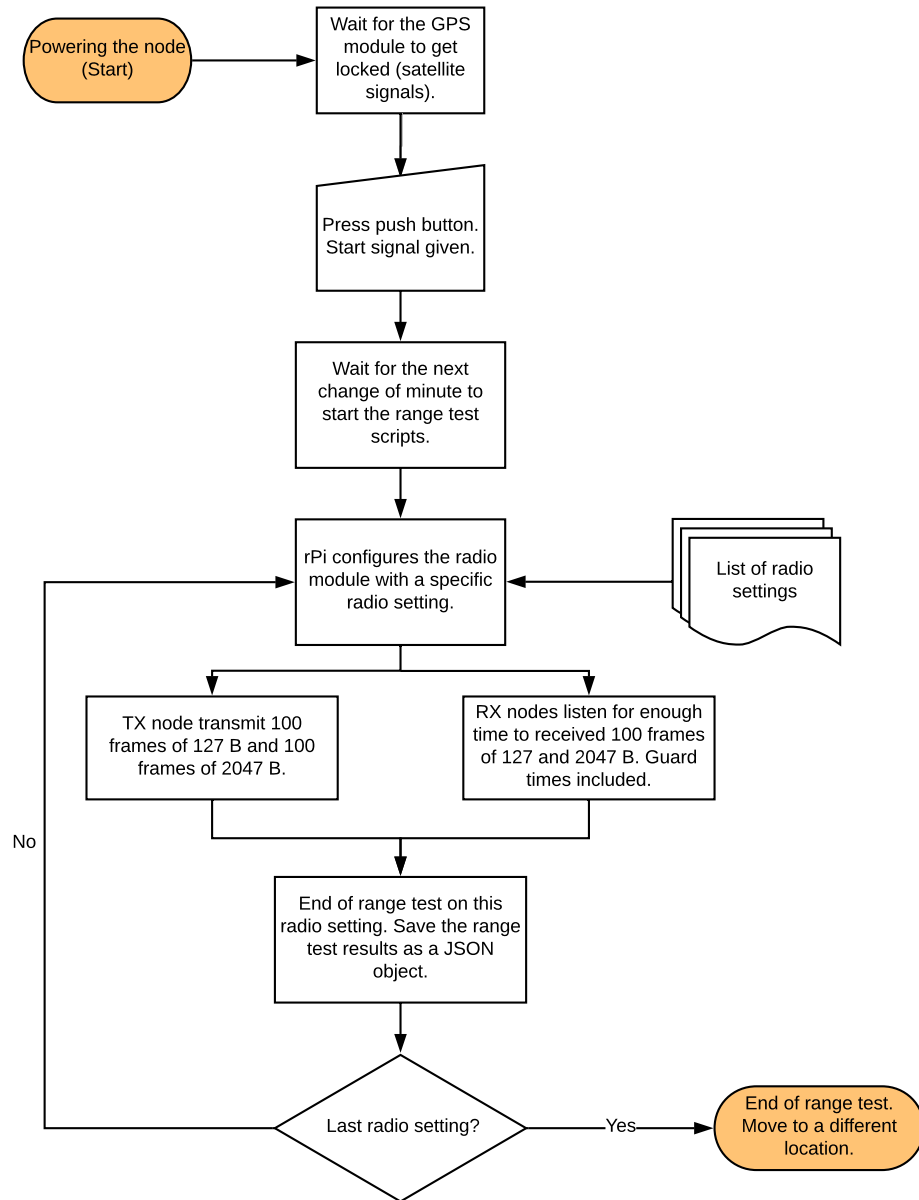 Powering the node
(Start)
Wait for the GPS
module to get
locked (satellite
signals).
Press push button.
Start signal given.
Wait for the next
change of minute to
start the range test
scripts.
rPi configures the radio
module with a specific
radio setting.
List of radio
settings
TX node transmit 100
frames of 127 B and 100
frames of 2047 B.
RX nodes listen for enough
time to received 100 frames
of 127 and 2047 B. Guard
times included.
No
End of range test on this
radio setting. Save the range
test results as a JSON
object.
Last radio setting?
Yes
End of range test.
Move to a different
location.